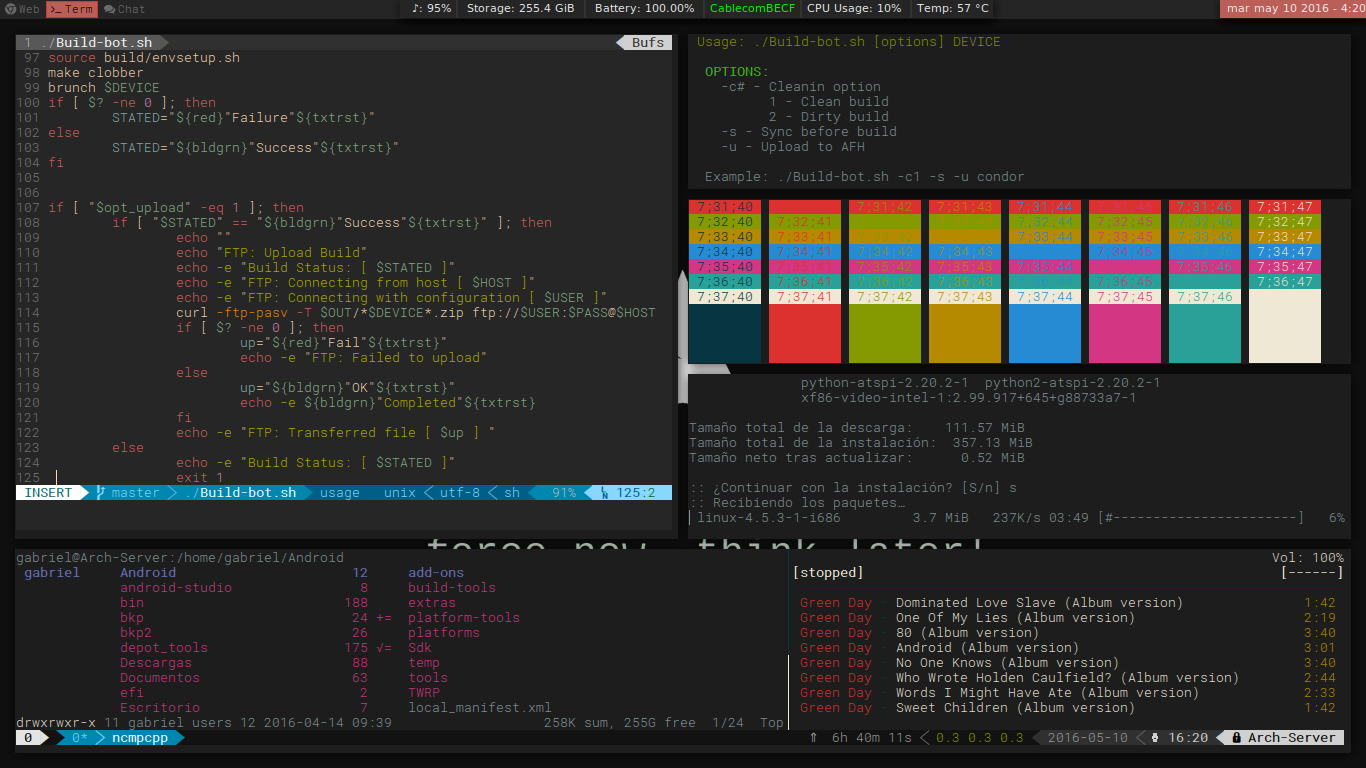 Web Term Chat
♪: 95% Storage: 255.4 GiB Battery: 100.00% CablecomBECF CPU Usage: 10% Temp: 57 °C
mar may 10 2016 - 4:20
1 ./Build-bot.sh Bufs
97 source build/envsetup.sh
98 make clobber
99 brunch $DEVICE
100 if [ $? -ne 0 ]; then
101 STATED="${red}"Failure"${txtrst}"
102 else
103 STATED="${bldgrn}"Success"${txtrst}"
104 fi
105
106
107 if [ "$opt_upload" -eq 1 ]; then
108 if [ "$STATED" == "${bldgrn}"Success"${txtrst}" ]; then
109 echo ""
110 echo "FTP: Upload Build"
111 echo -e "Build Status: [ $STATED ]"
112 echo -e "FTP: Connecting from host [ $HOST ]"
113 echo -e "FTP: Connecting with configuration [ $USER ]"
114 curl -ftp-pasv -T $OUT/*$DEVICE*.zip ftp://$USER:$PASS@$HOST
115 if [ $? -ne 0 ]; then
116 up="${red}"Fail"${txtrst}"
117 echo -e "FTP: Failed to upload"
118 else
119 up="${bldgrn}"OK"${txtrst}"
120 echo -e ${bldgrn}"Completed"${txtrst}
121 fi
122 echo -e "FTP: Transferred file [ $up ] "
123 else
124 echo -e "Build Status: [ $STATED ]"
125 exit 1
INSERT master ./Build-bot.sh usage unix utf-8 sh 91% 125:2
Usage: ./Build-bot.sh [options] DEVICE
OPTIONS:
-c# - Cleanin option
1 - Clean build
2 - Dirty build
-s - Sync before build
-u - Upload to AFH
Example: ./Build-bot.sh -c1 -s -u condor
7;31;40 7;31;42 7;31;43 7;31;44 7;31;45 7;31;46 7;31;47
7;32;40 7;32;41 7;32;43 7;32;44 7;32;45 7;32;46 7;32;47
7;33;40 7;33;41 7;33;42 7;33;44 7;33;45 7;33;46 7;33;47
7;34;40 7;34;41 7;34;42 7;34;43 7;34;45 7;34;46 7;34;47
7;35;40 7;35;41 7;35;42 7;35;43 7;35;44 7;35;46 7;35;47
7;36;40 7;36;41 7;36;42 7;36;43 7;36;44 7;36;45 7;36;47
7;37;40 7;37;41 7;37;42 7;37;43 7;37;44 7;37;45 7;37;46
python-atspi-2.20.2-1 python2-atspi-2.20.2-1
xf86-video-intel-1:2.99.917+645+g88733a7-1
Tamaño total de la descarga: 111.57 MiB
Tamaño total de la instalación: 357.13 MiB
Tamaño neto tras actualizar: 0.52 MiB
:: ¿Continuar con la instalación? [S/n] s
:: Recibiendo los paquetes…
linux-4.5.3-1-i686 3.7 MiB 237K/s 03:49 [#-----------------------] 6%
gabriel@Arch-Server:/home/gabriel/Android
gabriel Android 12 add-ons
android-studio 8 build-tools
bin 188 extras
bkp 24 += platform-tools
bkp2 26 platforms
depot_tools 175 √= Sdk
Descargas 88 temp
Documentos 63 tools
efi 2 TWRP
Escritorio 7 local_manifest.xml
drwxrwxr-x 11 gabriel users 12 2016-04-14 09:39 258K sum, 255G free 1/24 Top
Vol: 100%
[stopped] [------]
Green Day - Dominated Love Slave (Album version) 1:42
Green Day - One Of My Lies (Album version) 2:19
Green Day - 80 (Album version) 3:40
Green Day - Android (Album version) 3:01
Green Day - No One Knows (Album version) 3:40
Green Day - Who Wrote Holden Caulfield? (Album version) 2:44
Green Day - Words I Might Have Ate (Album version) 2:33
Green Day - Sweet Children (Album version) 1:42
0 0* ncmpcpp ⇑ 6h 40m 11s 0.3 0.3 0.3 2016-05-10 16:20 Arch-Server